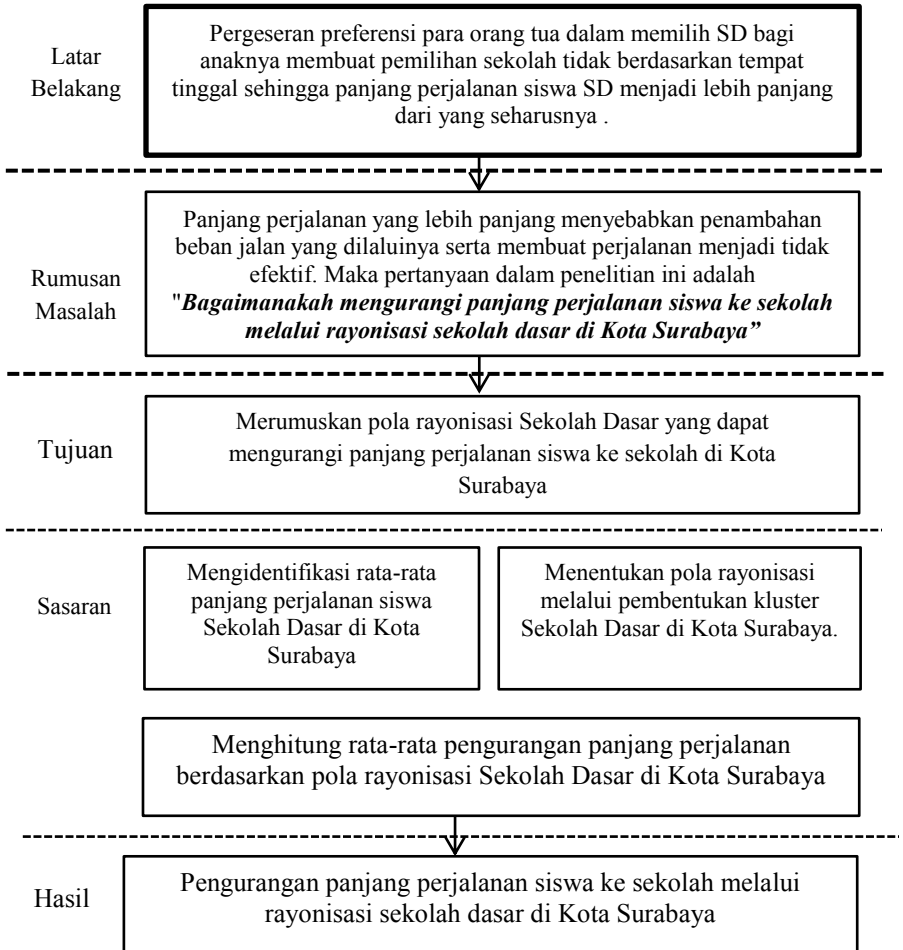 Latar
Belakang
Pergeseran preferensi para orang tua dalam memilih SD bagi
anaknya membuat pemilihan sekolah tidak berdasarkan tempat
tinggal sehingga panjang perjalanan siswa SD menjadi lebih panjang
dari yang seharusnya .
Rumusan
Masalah
Panjang perjalanan yang lebih panjang menyebabkan penambahan
beban jalan yang dilaluinya serta membuat perjalanan menjadi tidak
efektif. Maka pertanyaan dalam penelitian ini adalah
"Bagaimanakah mengurangi panjang perjalanan siswa ke sekolah
melalui rayonisasi sekolah dasar di Kota Surabaya”
Tujuan
Merumuskan pola rayonisasi Sekolah Dasar yang dapat
mengurangi panjang perjalanan siswa ke sekolah di Kota
Surabaya
Sasaran
Mengidentifikasi rata-rata
panjang perjalanan siswa
Sekolah Dasar di Kota
Surabaya
Menentukan pola rayonisasi
melalui pembentukan kluster
Sekolah Dasar di Kota Surabaya.
Menghitung rata-rata pengurangan panjang perjalanan
berdasarkan pola rayonisasi Sekolah Dasar di Kota Surabaya
Hasil
Pengurangan panjang perjalanan siswa ke sekolah melalui
rayonisasi sekolah dasar di Kota Surabaya